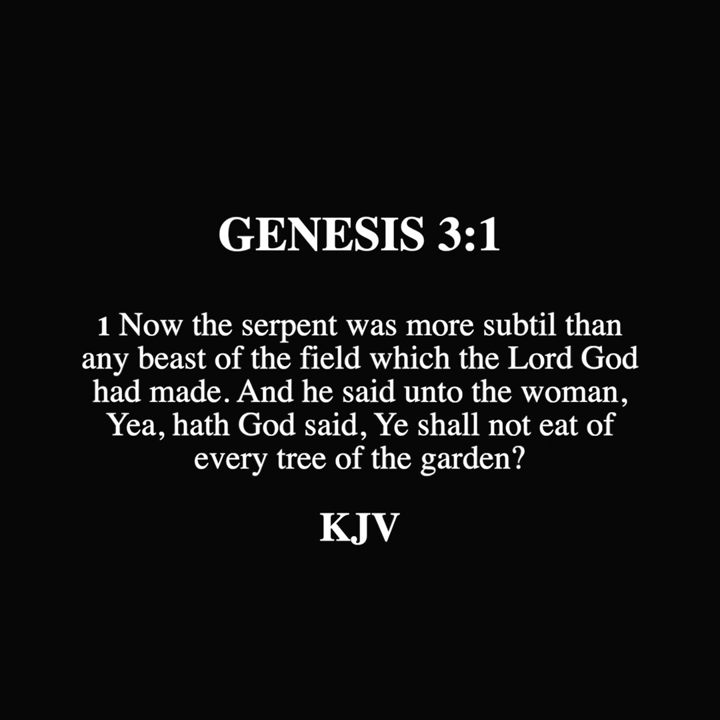 GENESIS 3:1
1 Now the serpent was more subtil than
any beast of the field which the Lord God
had made. And he said unto the woman,
Yea, hath God said, Ye shall not eat of
every tree of the garden?
KJV